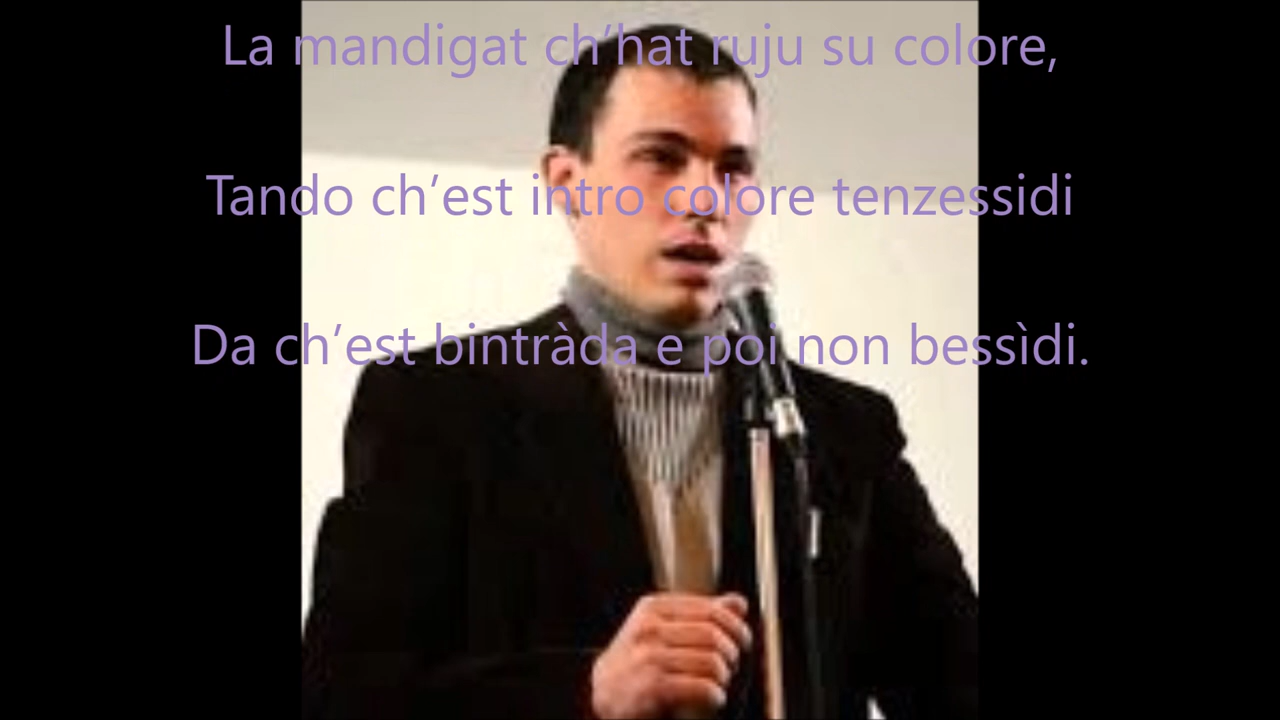 La mandigat ch’hat ruju su colore,
Tando ch’est intro colore tenzessidi
Da ch’est bintràda e poi non bessìdi.